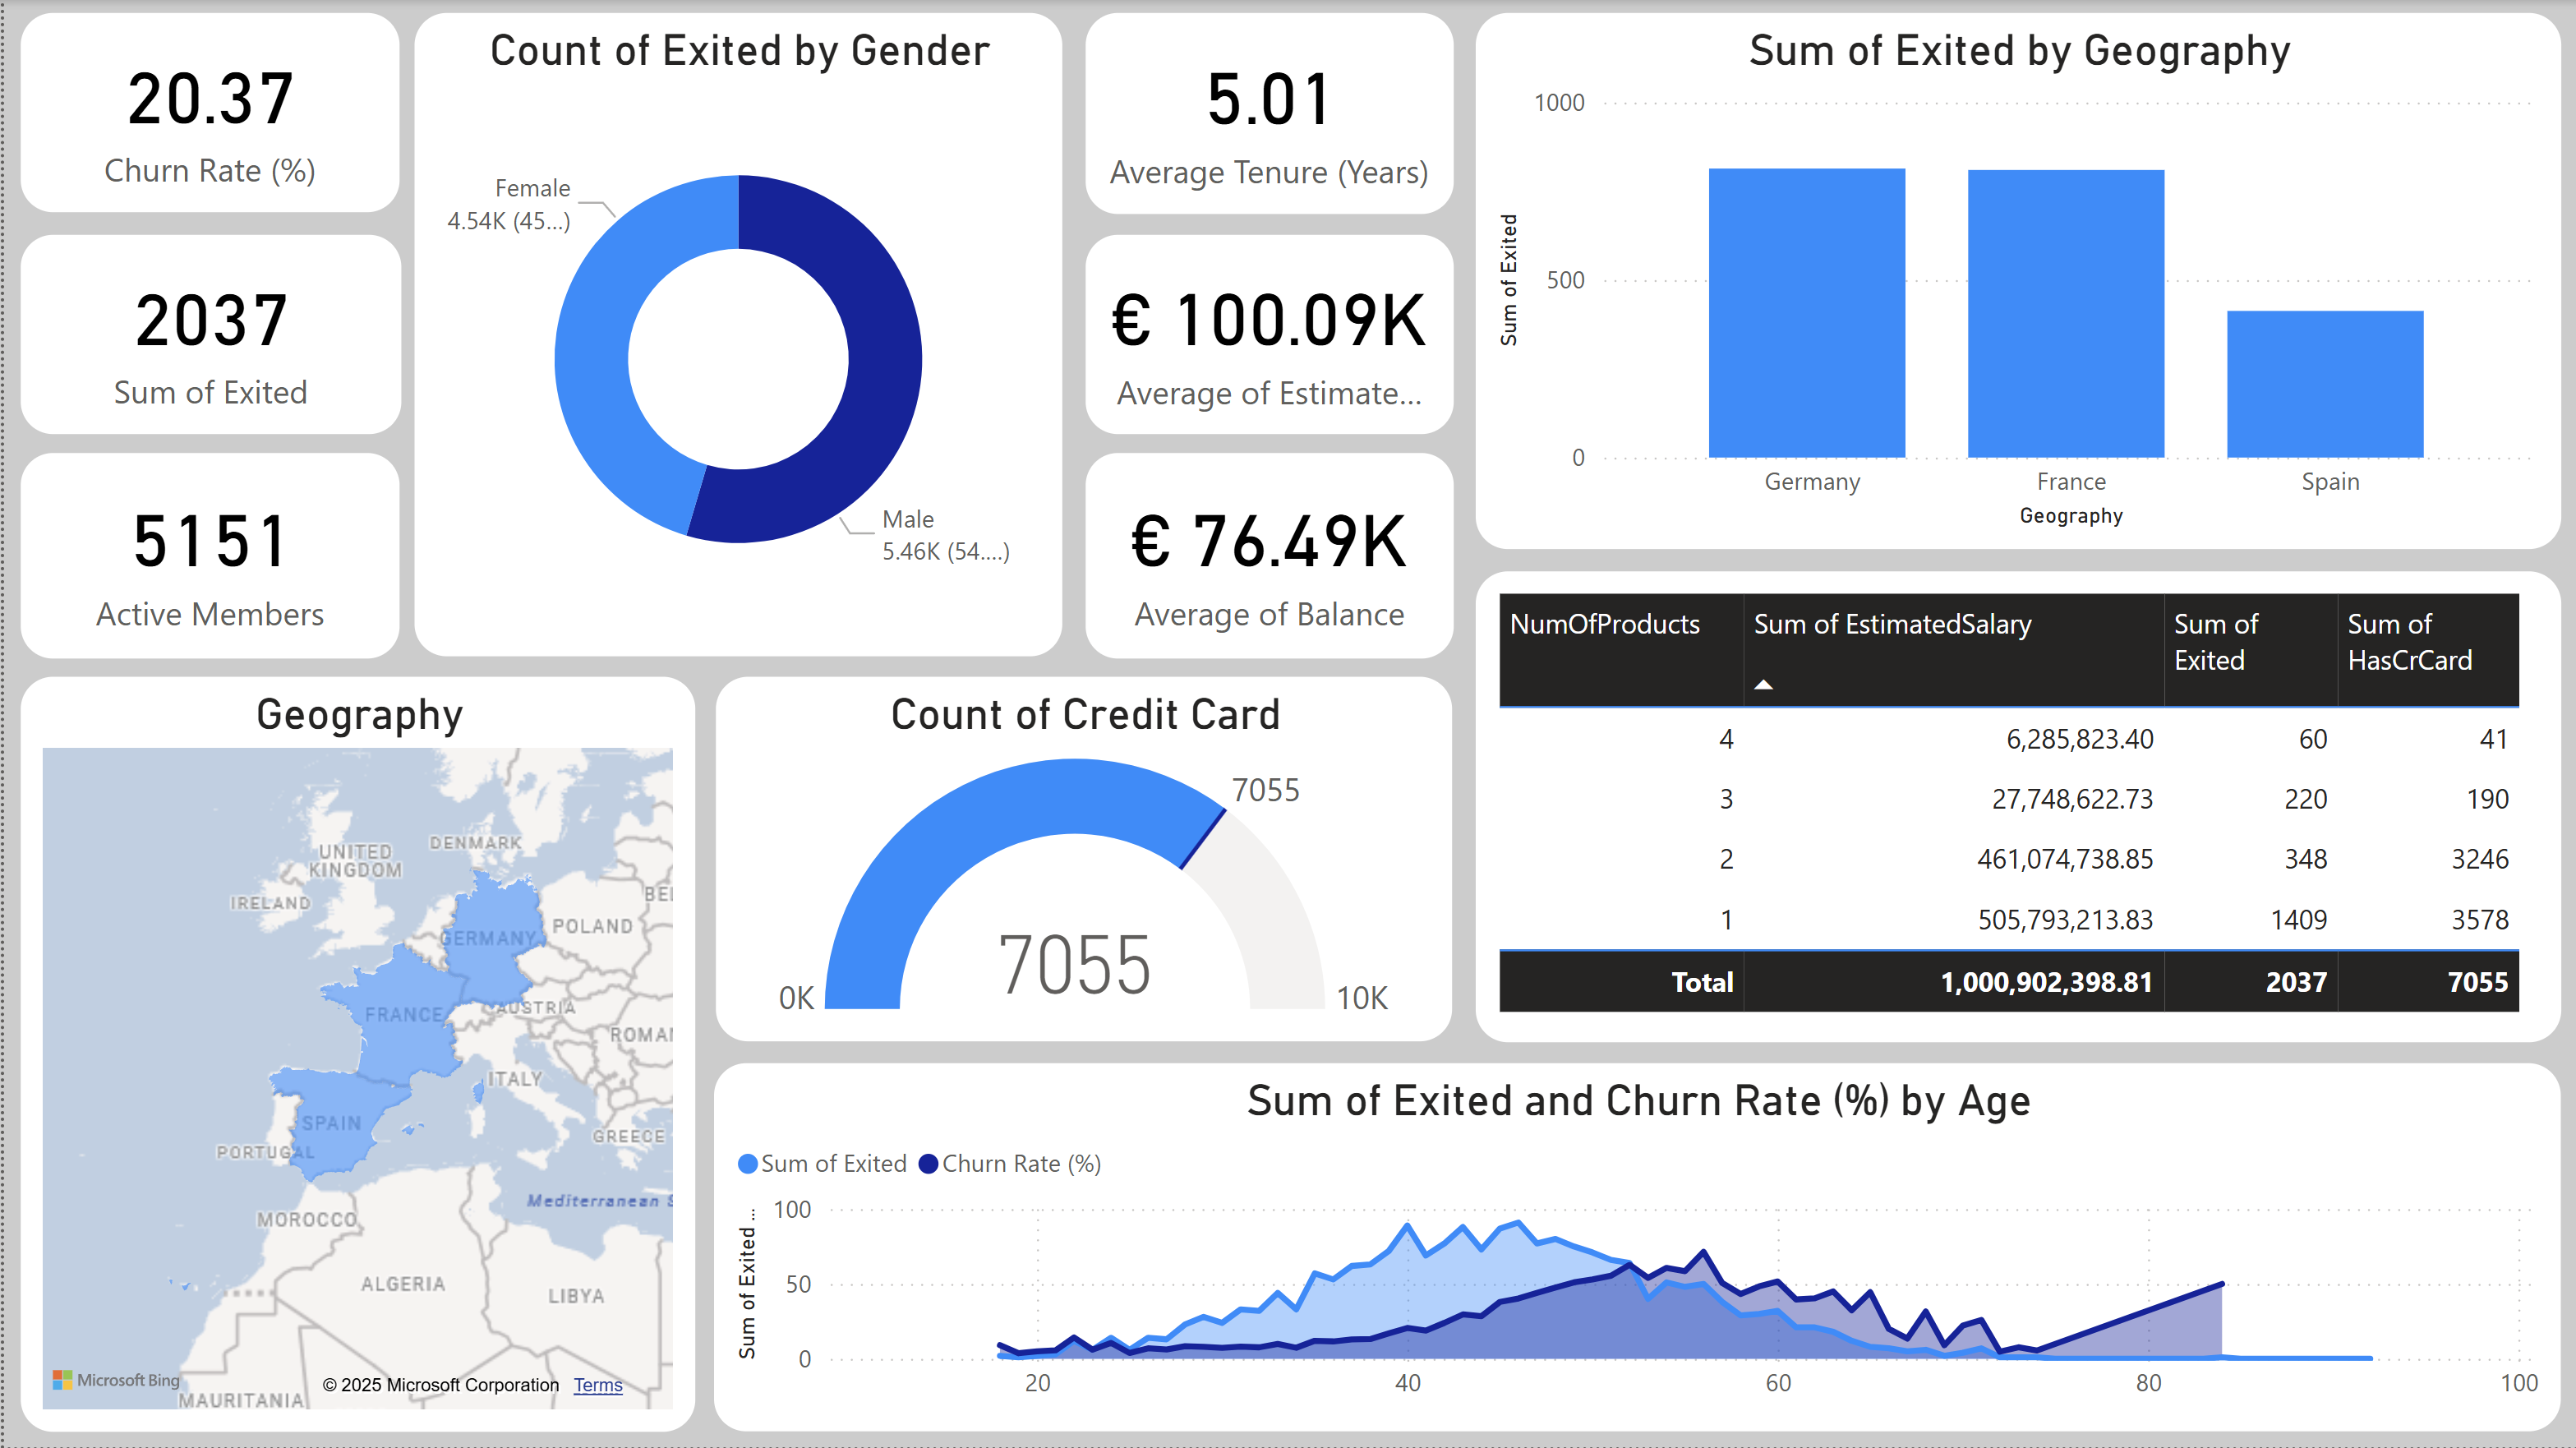 20.37
Churn Rate (%)
2037
Sum of Exited
5151
Active Members
Count of Exited by Gender
Female
4.54K (45...)
Male
5.46K (54....)
5.01
Average Tenure (Years)
€ 100.09K
Average of Estimate...
€ 76.49K
Average of Balance
Sum of Exited by Geography
Sum of Exited
1000
500
0
Germany
France
Spain
Geography
NumOfProducts Sum of EstimatedSalary Sum of Exited Sum of HasCrCard
4 6,285,823.40 60 41
3 27,748,622.73 220 190
2 461,074,738.85 348 3246
1 505,793,213.83 1409 3578
Total 1,000,902,398.81 2037 7055
Geography
UNITED
KINGDOM
DENMARK
IRELAND
BEL
GERMANY
POLAND
FRANCE
AUSTRIA
ROMAN
ITALY
SPAIN
PORTUGAL
GREECE
Mediterranean S
MOROCCO
ALGERIA
LIBYA
MAURITANIA
Microsoft Bing
© 2025 Microsoft Corporation Terms
Count of Credit Card
7055
7055
0K
10K
Sum of Exited and Churn Rate (%) by Age
Sum of Exited Churn Rate (%)
Sum of Exited ...
100
50
0
20 40 60 80 100